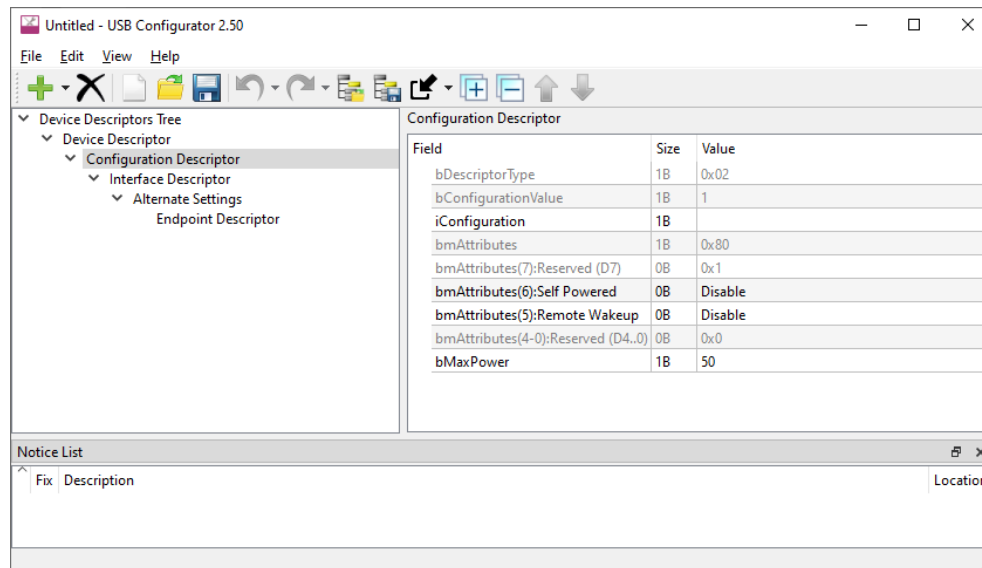 Untitled - USB Configurator 2.50
File Edit View Help
Device Descriptors Tree
Device Descriptor
Configuration Descriptor
Interface Descriptor
Alternate Settings
Endpoint Descriptor
Configuration Descriptor
Field Size Value
bDescriptorType 1B 0x02
bConfigurationValue 1B 1
iConfiguration 1B
bmAttributes 1B 0x80
bmAttributes(7):Reserved (D7) 0B 0x1
bmAttributes(6):Self Powered 0B Disable
bmAttributes(5):Remote Wakeup 0B Disable
bmAttributes(4-0):Reserved (D4..0) 0B 0x0
bMaxPower 1B 50
Notice List
Fix Description Location